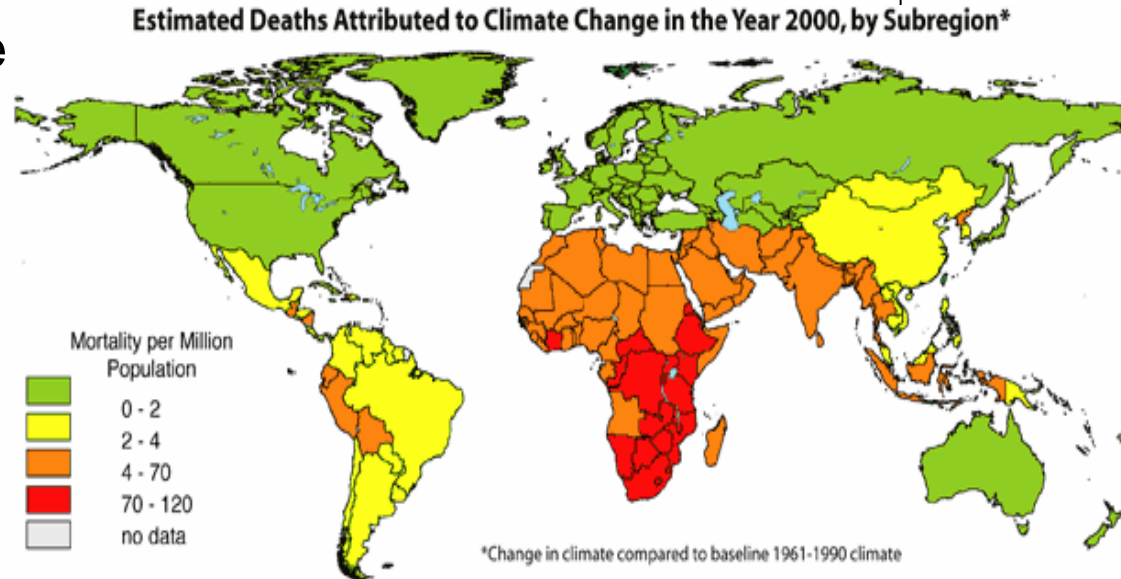 Estimated Deaths Attributed to Climate Change in the Year 2000, by Subregion*
e
Mortality per Million
Population
0 - 2
2 - 4
4 - 70
70 - 120
no data
*Change in climate compared to baseline 1961-1990 climate